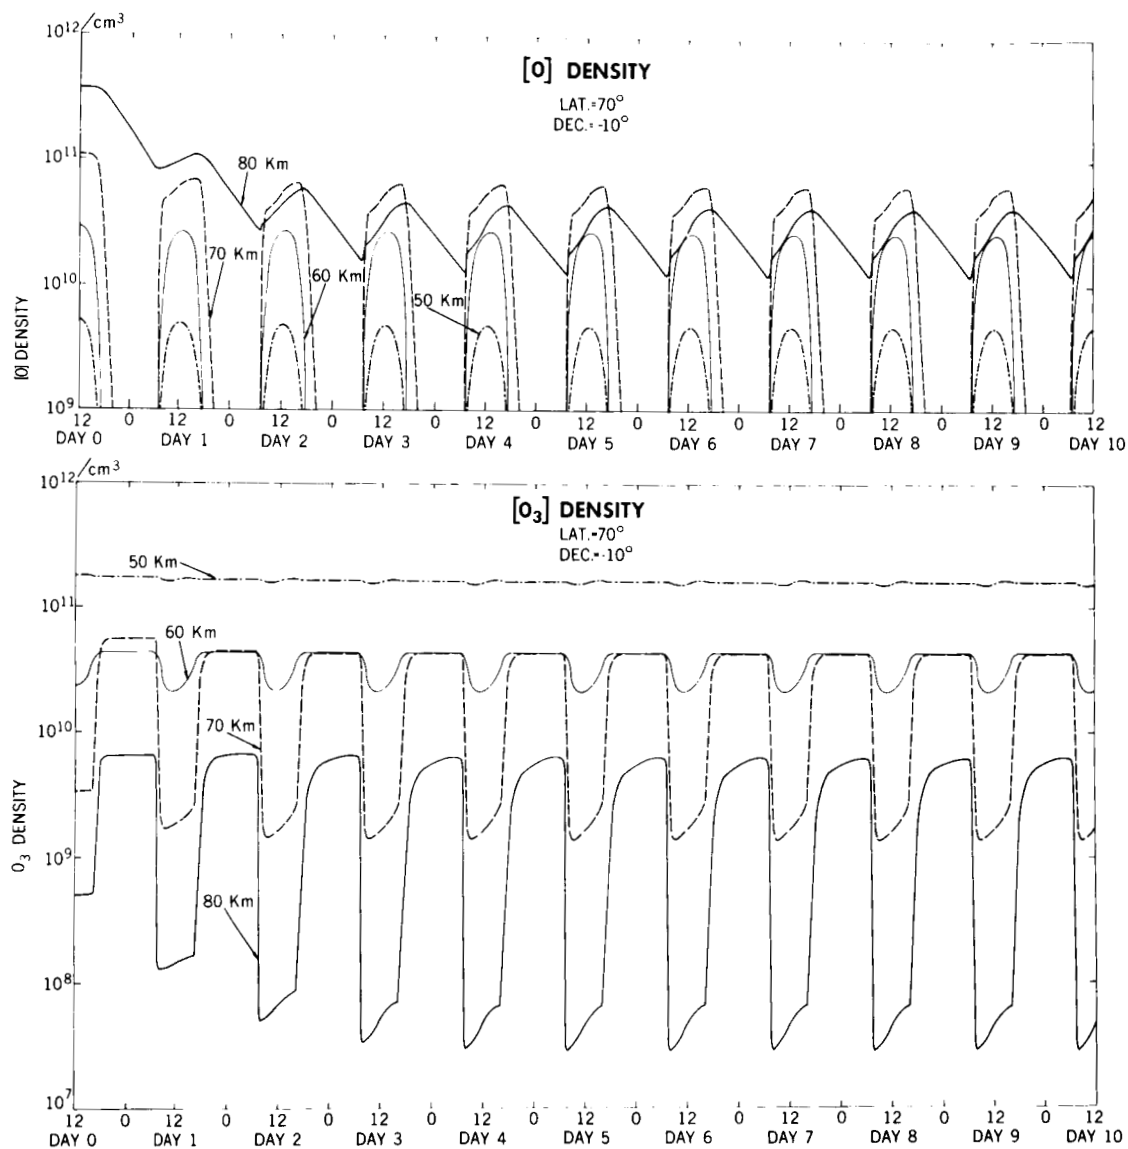 10¹²/cm³
[O] DENSITY
LAT.=70°
DEC.=-10°
10¹¹
80 Km
70 Km
60 Km
10¹⁰
50 Km
[O] DENSITY
10⁹
12 0 12 0 12 0 12 0 12 0 12 0 12 0 12 0 12 0 12 0 12
DAY 0 DAY 1 DAY 2 DAY 3 DAY 4 DAY 5 DAY 6 DAY 7 DAY 8 DAY 9 DAY 10
10¹²/cm³
[O₃] DENSITY
LAT.=70°
DEC.=-10°
50 Km
10¹¹
60 Km
10¹⁰
70 Km
O₃ DENSITY
10⁹
80 Km
10⁸
10⁷
12 0 12 0 12 0 12 0 12 0 12 0 12 0 12 0 12 0 12 0 12
DAY 0 DAY 1 DAY 2 DAY 3 DAY 4 DAY 5 DAY 6 DAY 7 DAY 8 DAY 9 DAY 10